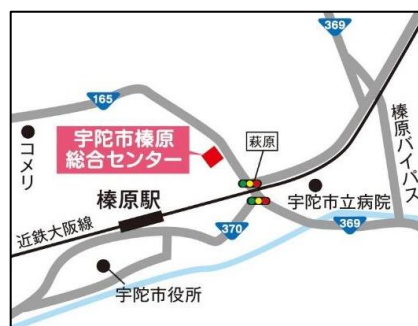 369
165
宇陀市榛原
総合センター
萩原
コメリ
榛原バイパス
榛原駅
近鉄大阪線
宇陀市立病院
370
369
宇陀市役所